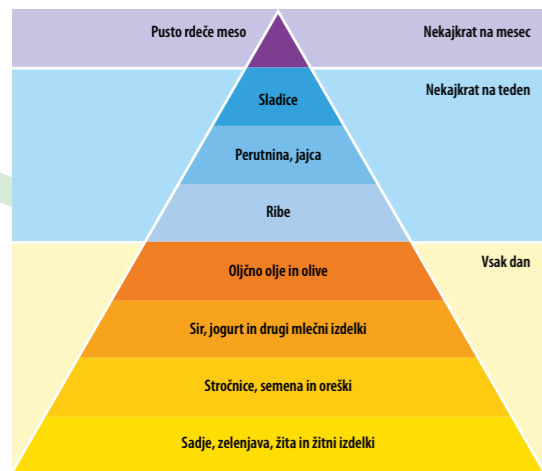 Pusto rdeče meso
Nekajkrat na mesec
Nekajkrat na teden
Sladice
Perutnina, jajca
Ribe
Vsak dan
Oljčno olje in olive
Sir, jogurt in drugi mlečni izdelki
Stročnice, semena in oreški
Sadje, zelenjava, žita in žitni izdelki